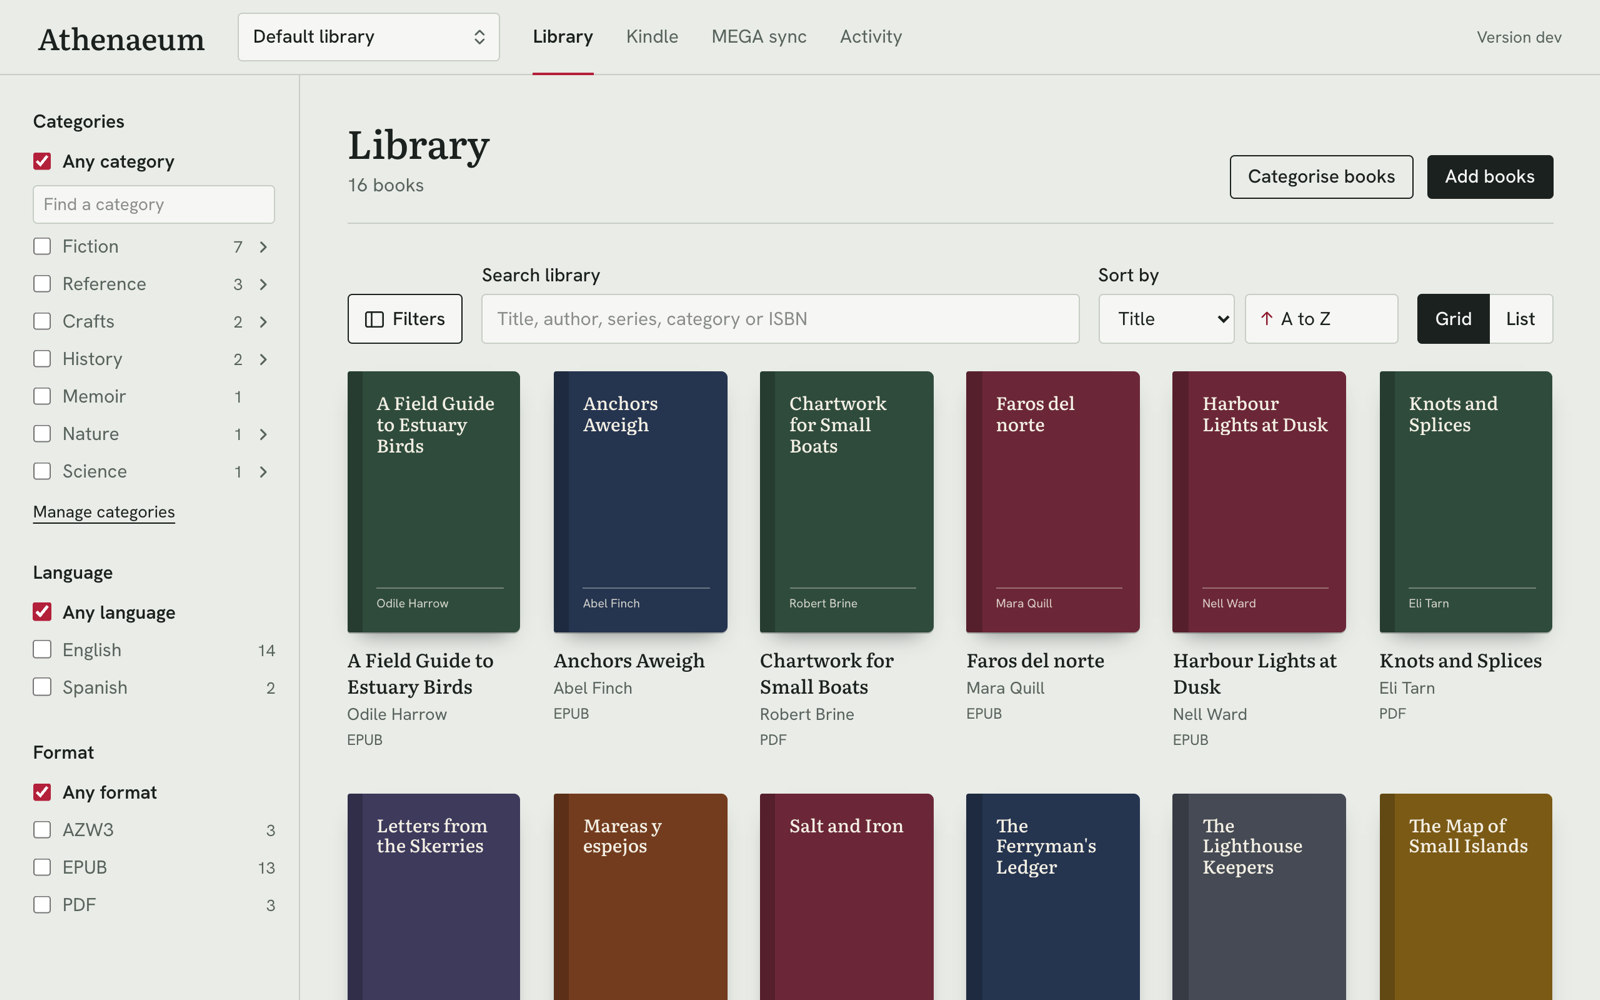 Athenaeum
Default library
Library
Kindle
MEGA sync
Activity
Version dev
Categories
Any category
Find a category
Fiction 7
Reference 3
Crafts 2
History 2
Memoir 1
Nature 1
Science 1
Manage categories
Language
Any language
English 14
Spanish 2
Format
Any format
AZW3 3
EPUB 13
PDF 3
Library
16 books
Categorise books
Add books
Filters
Search library
Title, author, series, category or ISBN
Sort by
Title
↑ A to Z
Grid
List
A Field Guide
to Estuary
Birds
Odile Harrow
A Field Guide to
Estuary Birds
Odile Harrow
EPUB
Anchors
Aweigh
Abel Finch
Anchors Aweigh
Abel Finch
EPUB
Chartwork
for Small
Boats
Robert Brine
Chartwork for
Small Boats
Robert Brine
PDF
Faros del
norte
Mara Quill
Faros del norte
Mara Quill
EPUB
Harbour
Lights at Dusk
Nell Ward
Harbour Lights at
Dusk
Nell Ward
EPUB
Knots and
Splices
Eli Tarn
Knots and Splices
Eli Tarn
PDF
Letters from
the Skerries
Mareas y
espejos
Salt and Iron
The
Ferryman's
Ledger
The
Lighthouse
Keepers
The Map of
Small Islands